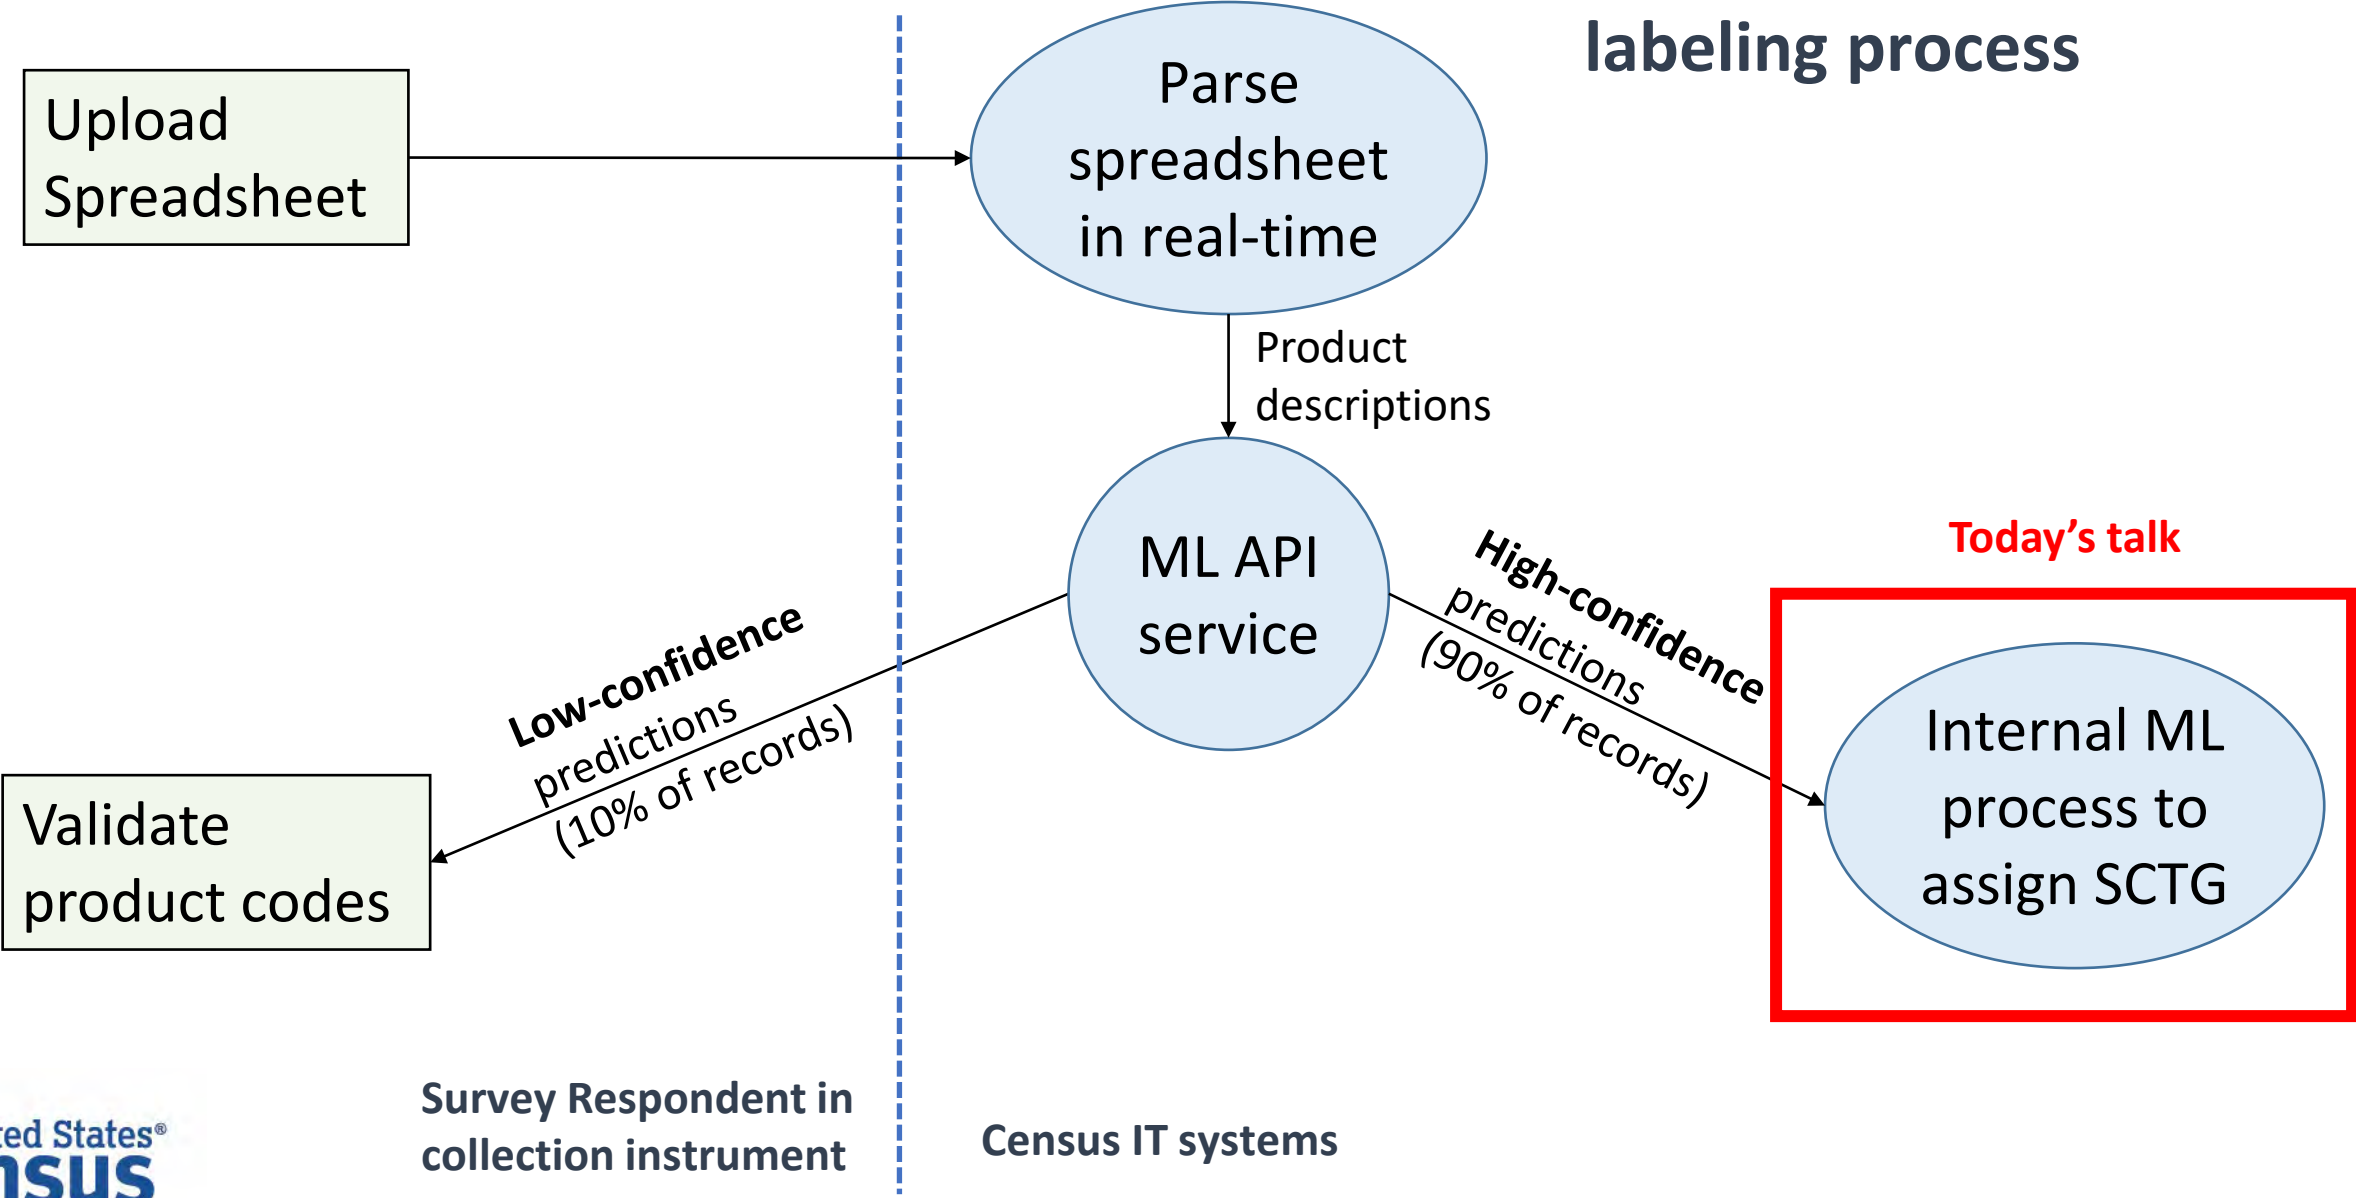 labeling process
Upload
Spreadsheet
Parse
spreadsheet
in real-time
Product
descriptions
ML API
service
Low-confidence
predictions
(10% of records)
High-confidence
predictions
(90% of records)
Today's talk
Internal ML
process to
assign SCTG
Validate
product codes
Survey Respondent in
collection instrument
Census IT systems
States®